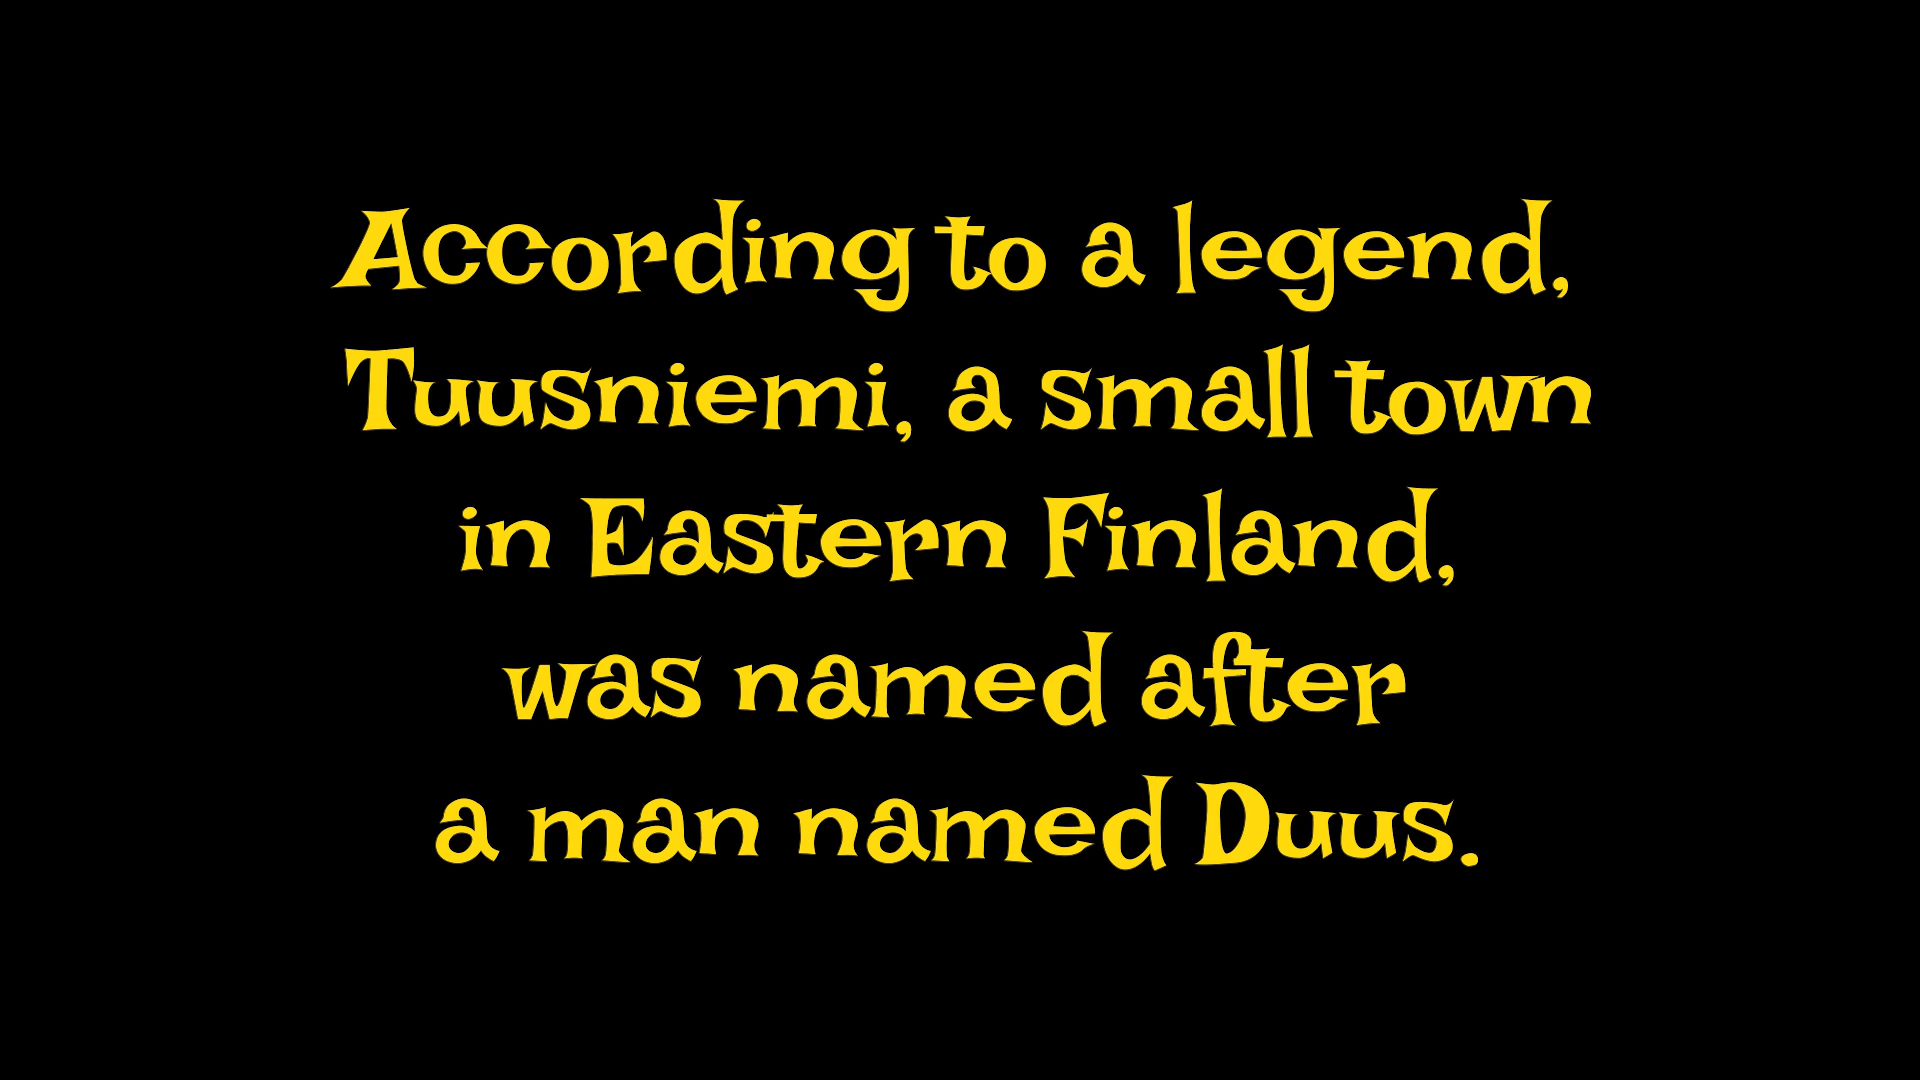 According to a legend,
Tuusniemi, a small town
in Eastern Finland,
was named after
a man named Duus.